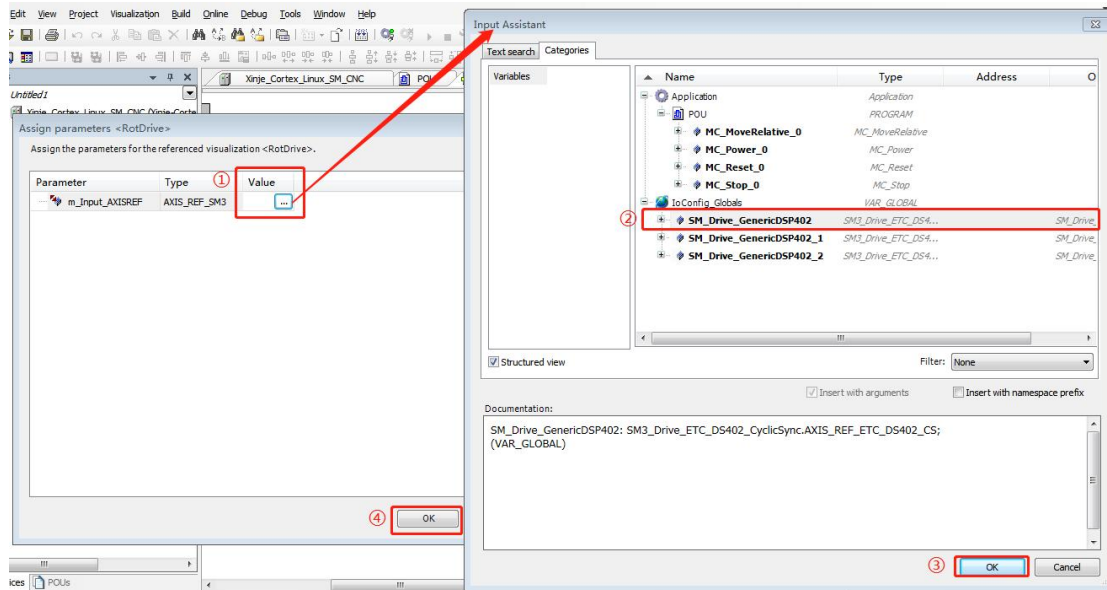 Edit View Project Visualization Build Online Debug Tools Window Help
Xinje_Cortex_Linux_SM_CNC
Untitled1
Assign parameters <RotDrive>
Assign the parameters for the referenced visualization <RotDrive>.
Parameter Type ① Value
m_Input_AXISREF AXIS_REF_SM3 ...
④ OK
POUs
Input Assistant
Text search Categories
Variables
Name Type Address
Application Application
POU PROGRAM
MC_MoveRelative_0 MC_MoveRelative
MC_Power_0 MC_Power
MC_Reset_0 MC_Reset
MC_Stop_0 MC_Stop
IoConfig_Globals VAR_GLOBAL
② SM_Drive_GenericDSP402 SM3_Drive_ETC_DS4... SM_Drive_
SM_Drive_GenericDSP402_1 SM3_Drive_ETC_DS4... SM_Drive_
SM_Drive_GenericDSP402_2 SM3_Drive_ETC_DS4... SM_Drive_
Structured view Filter: None
Insert with arguments Insert with namespace prefix
Documentation:
SM_Drive_GenericDSP402: SM3_Drive_ETC_DS402_CyclicSync.AXIS_REF_ETC_DS402_CS;
(VAR_GLOBAL)
③ OK Cancel